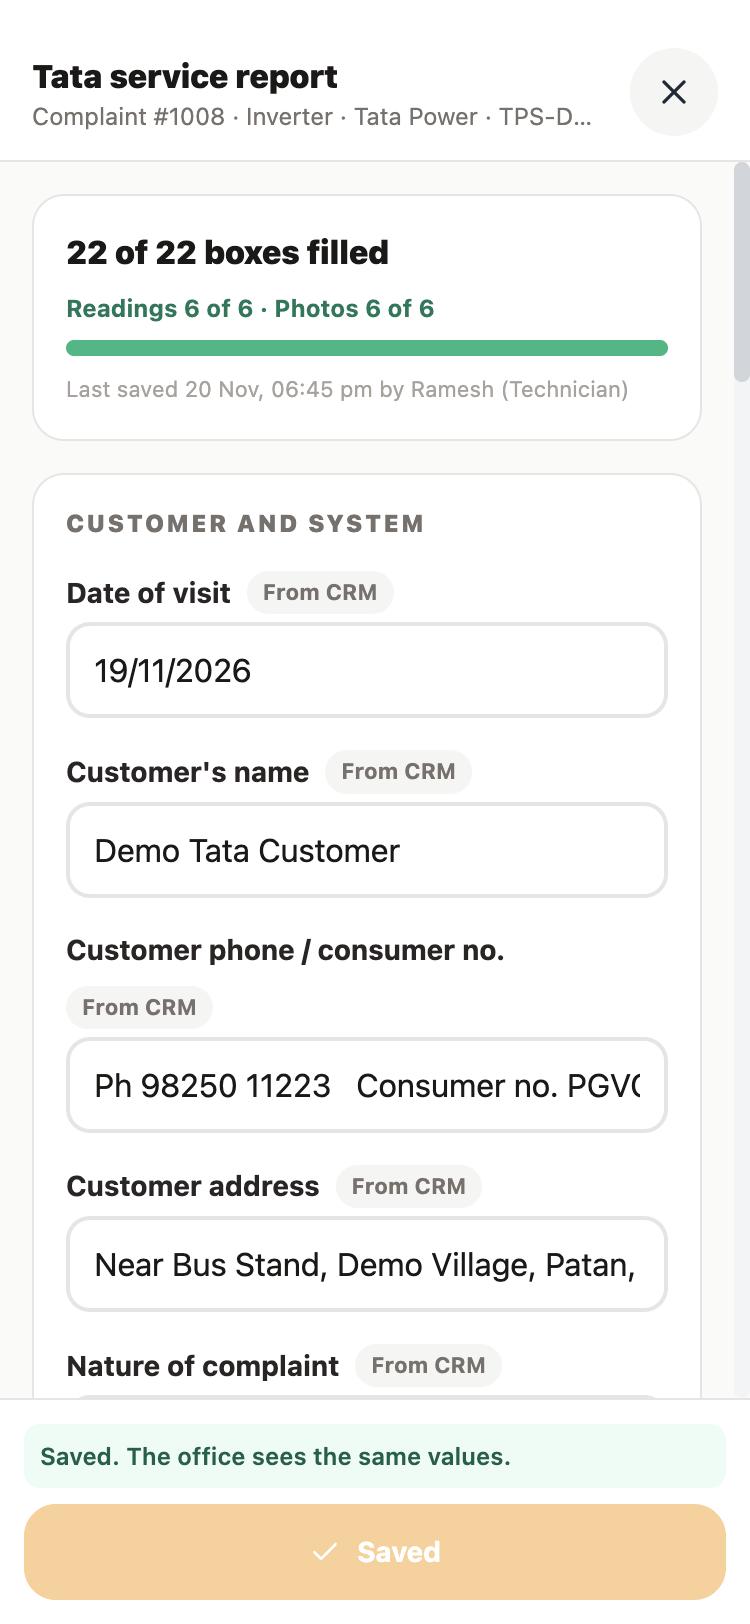 Tata service report
Complaint #1008 · Inverter · Tata Power · TPS-D...
22 of 22 boxes filled
Readings 6 of 6 · Photos 6 of 6
Last saved 20 Nov, 06:45 pm by Ramesh (Technician)
CUSTOMER AND SYSTEM
Date of visit From CRM
19/11/2026
Customer's name From CRM
Demo Tata Customer
Customer phone / consumer no.
From CRM
Ph 98250 11223 Consumer no. PGV
Customer address From CRM
Near Bus Stand, Demo Village, Patan,
Nature of complaint From CRM
Saved. The office sees the same values.
Saved